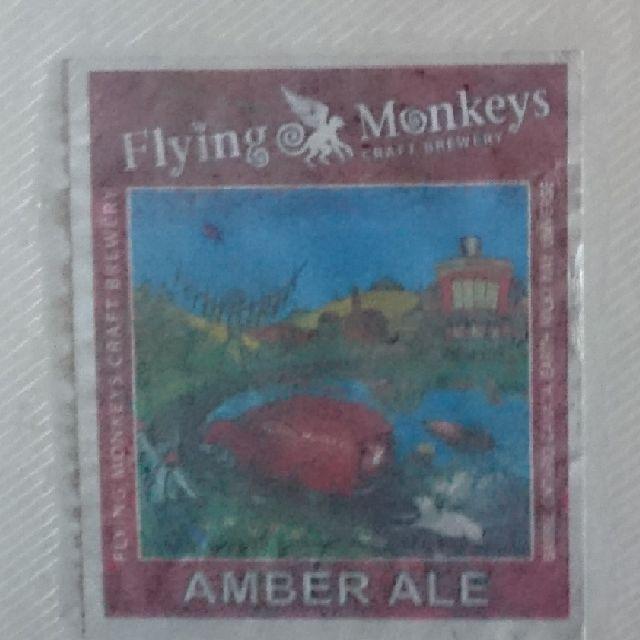 Flying Monkeys
CRAFT BREWERY
FLYING MONKEYS CRAFT BREWERY
AMBER ALE